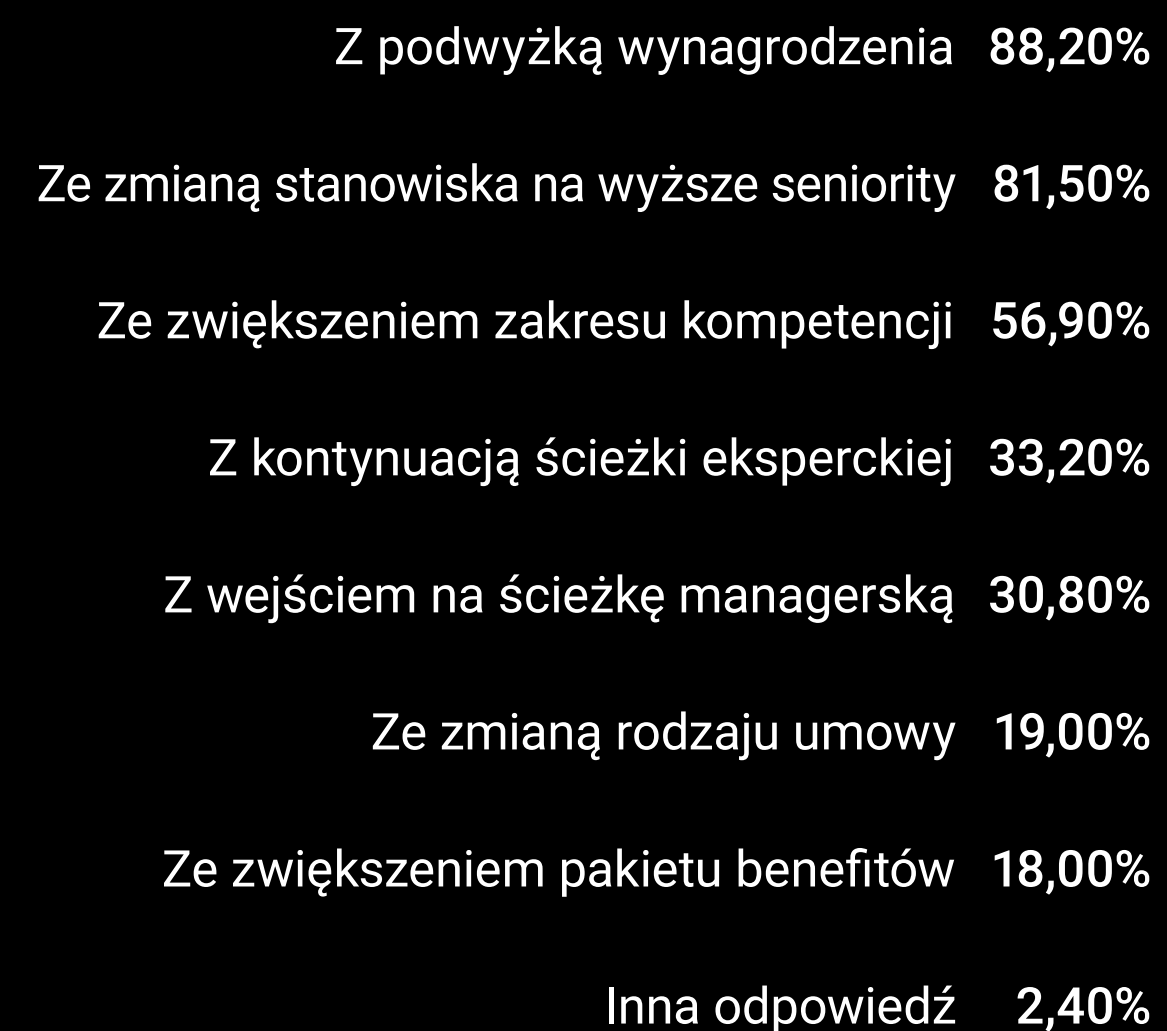 Z podwyżką wynagrodzenia 88,20%
Ze zmianą stanowiska na wyższe seniority 81,50%
Ze zwiększeniem zakresu kompetencji 56,90%
Z kontynuacją ścieżki eksperckiej 33,20%
Z wejściem na ścieżkę managerską 30,80%
Ze zmianą rodzaju umowy 19,00%
Ze zwiększeniem pakietu benefitów 18,00%
Inna odpowiedź 2,40%